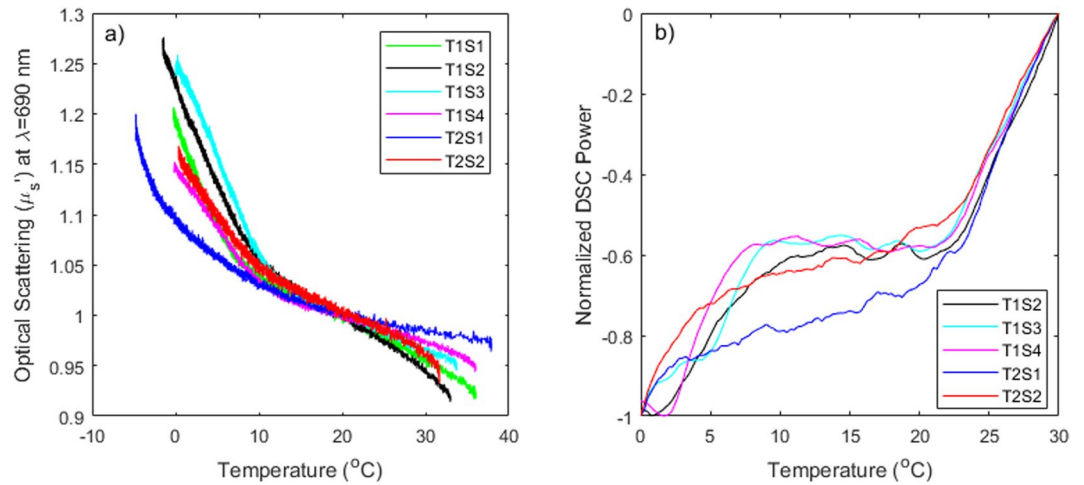 a)
Optical Scattering (μs') at λ=690 nm
1.3
1.25
1.2
1.15
1.1
1.05
1
0.95
0.9
-10
0
10
20
30
40
Temperature (°C)
T1S1
T1S2
T1S3
T1S4
T2S1
T2S2
b)
Normalized DSC Power
0
-0.2
-0.4
-0.6
-0.8
-1
0
5
10
15
20
25
30
Temperature (°C)
T1S2
T1S3
T1S4
T2S1
T2S2